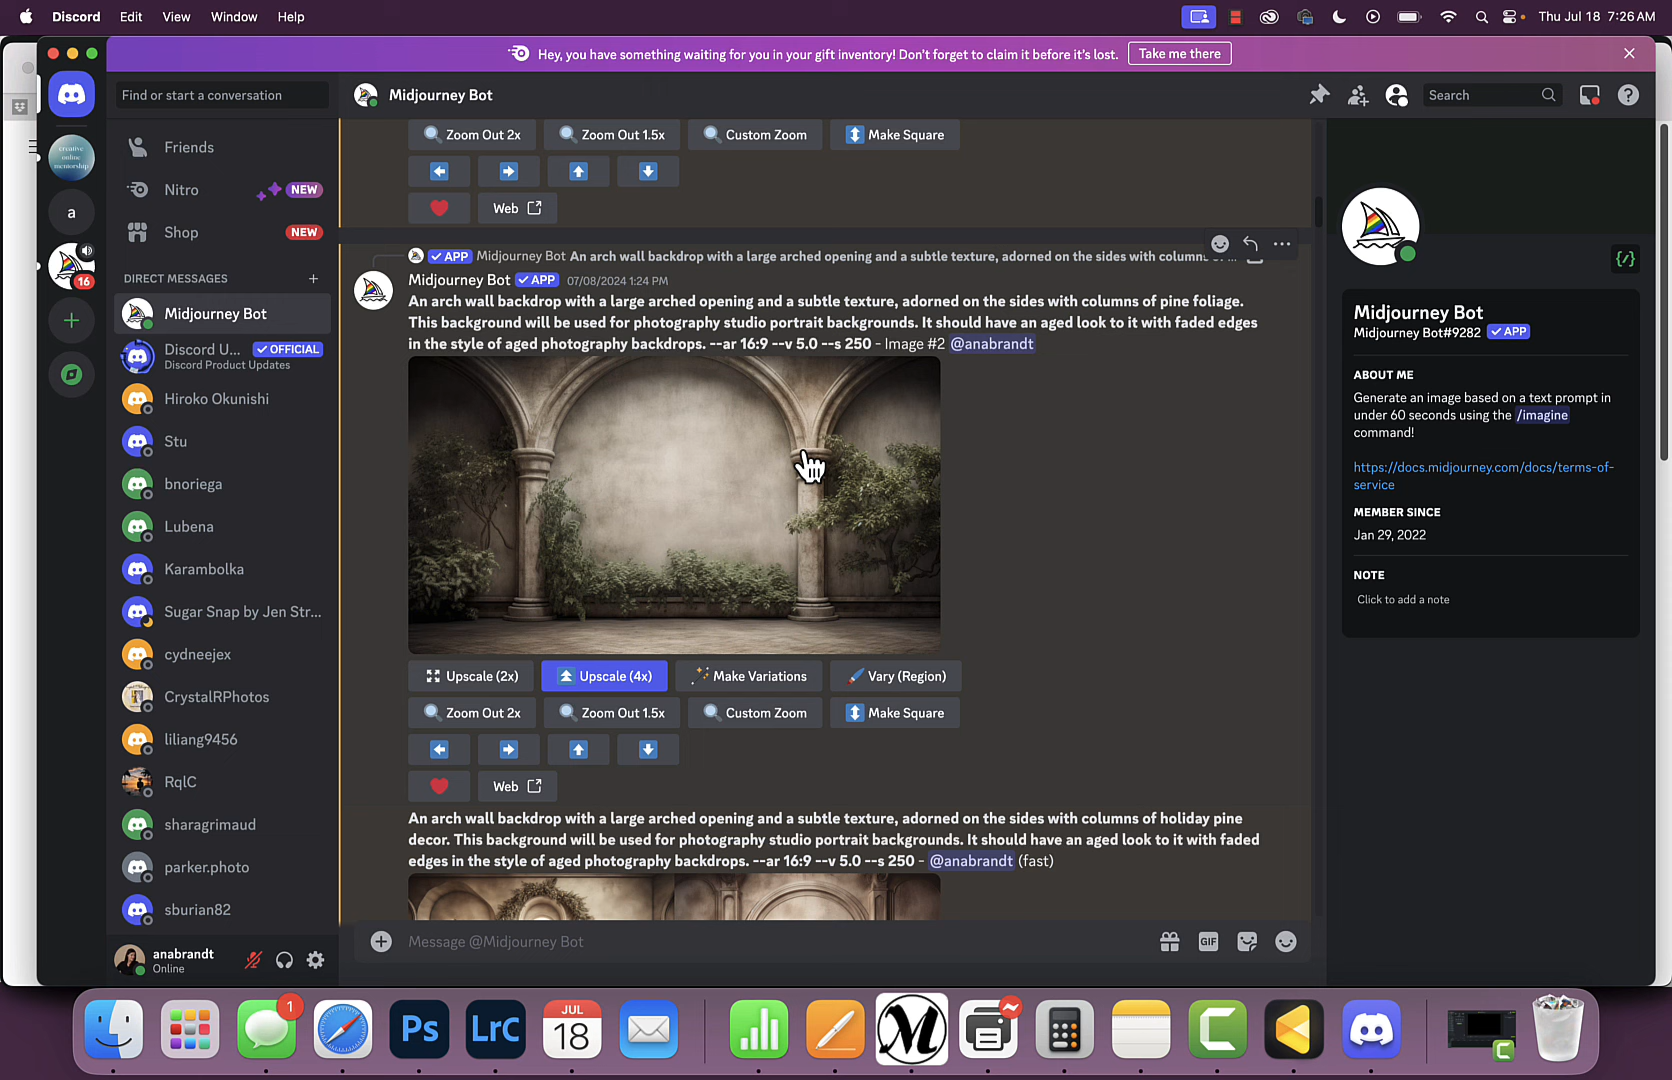 Discord Edit View Window Help
Thu Jul 18 7:26 AM
Hey, you have something waiting for you in your gift inventory! Don't forget to claim it before it's lost. Take me there
Find or start a conversation
Midjourney Bot
Search
creative
online
mentorship
a
16
Friends
Nitro NEW
Shop NEW
DIRECT MESSAGES
Midjourney Bot
Discord U... OFFICIAL
Discord Product Updates
Hiroko Okunishi
Stu
bnoriega
Lubena
Karambolka
Sugar Snap by Jen Str...
cydneejex
CrystalRPhotos
liliang9456
RqlC
sharagrimaud
parker.photo
sburian82
anabrandt
Online
Zoom Out 2x Zoom Out 1.5x Custom Zoom Make Square
Web
APP Midjourney Bot An arch wall backdrop with a large arched opening and a subtle texture, adorned on the sides with columns of ...
Midjourney Bot APP 07/08/2024 1:24 PM
An arch wall backdrop with a large arched opening and a subtle texture, adorned on the sides with columns of pine foliage.
This background will be used for photography studio portrait backgrounds. It should have an aged look to it with faded edges
in the style of aged photography backdrops. --ar 16:9 --v 5.0 --s 250 - Image #2 @anabrandt
Upscale (2x) Upscale (4x) Make Variations Vary (Region)
Zoom Out 2x Zoom Out 1.5x Custom Zoom Make Square
Web
An arch wall backdrop with a large arched opening and a subtle texture, adorned on the sides with columns of holiday pine
decor. This background will be used for photography studio portrait backgrounds. It should have an aged look to it with faded
edges in the style of aged photography backdrops. --ar 16:9 --v 5.0 --s 250 - @anabrandt (fast)
Message @Midjourney Bot
GIF
Midjourney Bot
Midjourney Bot#9282 APP
ABOUT ME
Generate an image based on a text prompt in
under 60 seconds using the /imagine
command!
https://docs.midjourney.com/docs/terms-of-
service
MEMBER SINCE
Jan 29, 2022
NOTE
Click to add a note
1
Ps
LrC
JUL
18
M
C
C